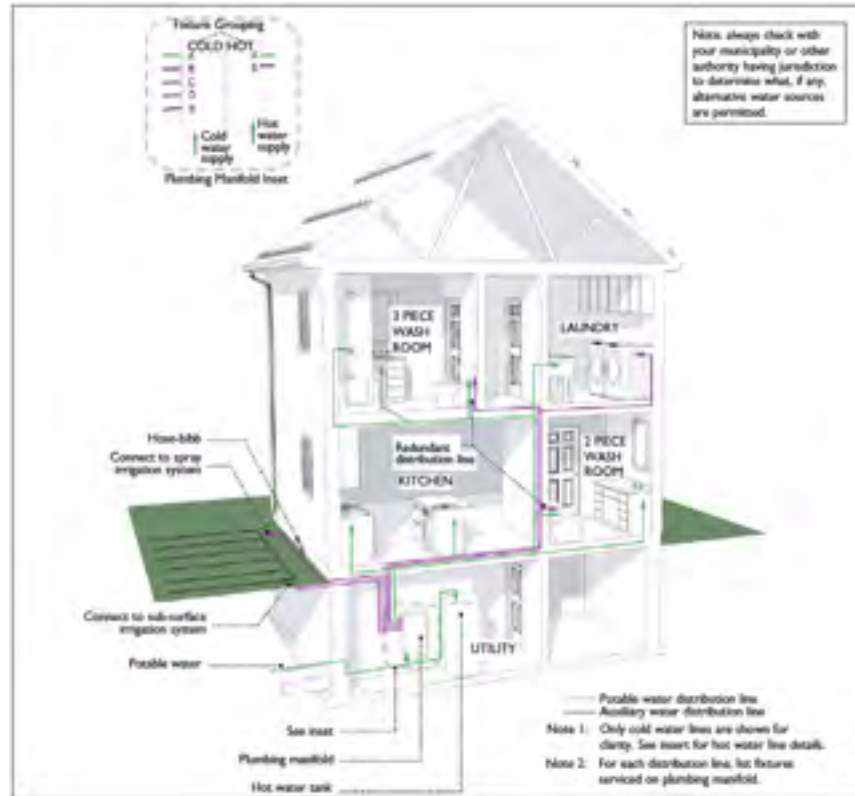 Fixture Grouping
COLD HOT
A
B
C
D
E
Cold
water
supply
Hot
water
supply
Plumbing Manifold Inset
Note: always check with
your municipality or other
authority having jurisdiction
to determine what, if any,
alternative water sources
are permitted.
3 PIECE
WASH
ROOM
LAUNDRY
Hose-bibb
Connect to spray
irrigation system
Redundant
distribution line
KITCHEN
2 PIECE
WASH
ROOM
Connect to sub-surface
irrigation system
Potable water
UTILITY
See inset
Plumbing manifold
Hot water tank
Potable water distribution line
Auxiliary water distribution line
Note 1: Only cold water lines are shown for
clarity. See insert for hot water line details.
Note 2: For each distribution line, list fixtures
serviced on plumbing manifold.